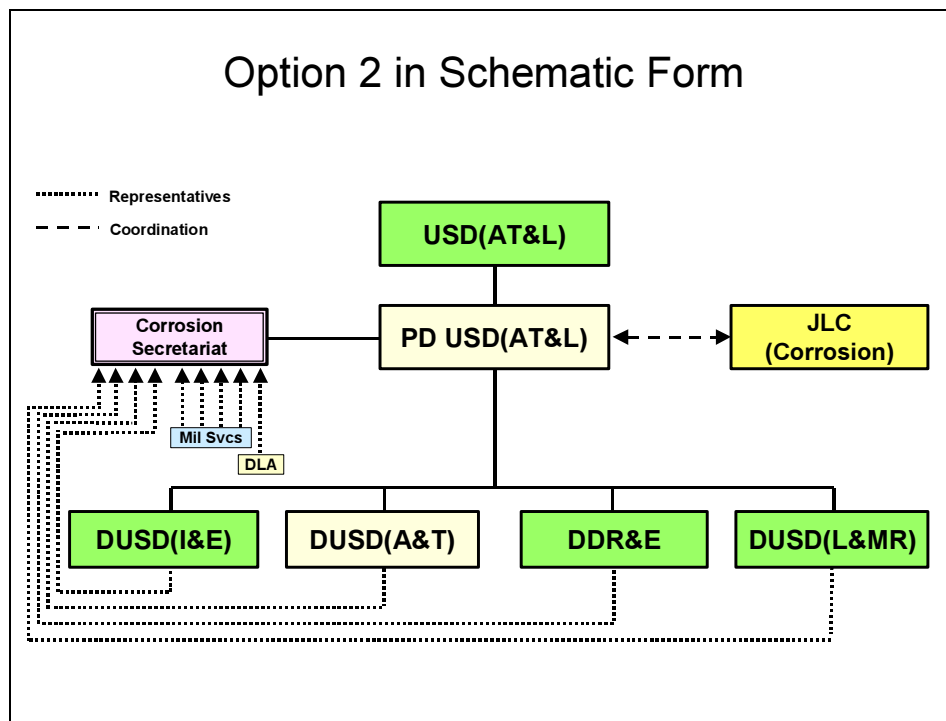 Option 2 in Schematic Form
Representatives
Coordination
USD(AT&L)
Corrosion
Secretariat
PD USD(AT&L)
JLC
(Corrosion)
Mil Svcs
DLA
DUSD(I&E)
DUSD(A&T)
DDR&E
DUSD(L&MR)